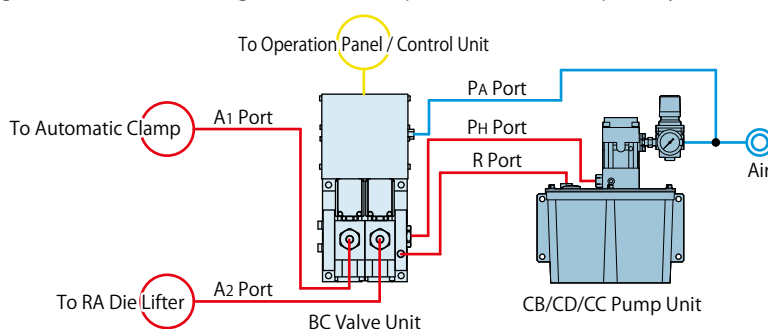 To Operation Panel / Control Unit
PA Port
A1 Port
PH Port
To Automatic Clamp
R Port
Air
A2 Port
To RA Die Lifter
CB/CD/CC Pump Unit
BC Valve Unit